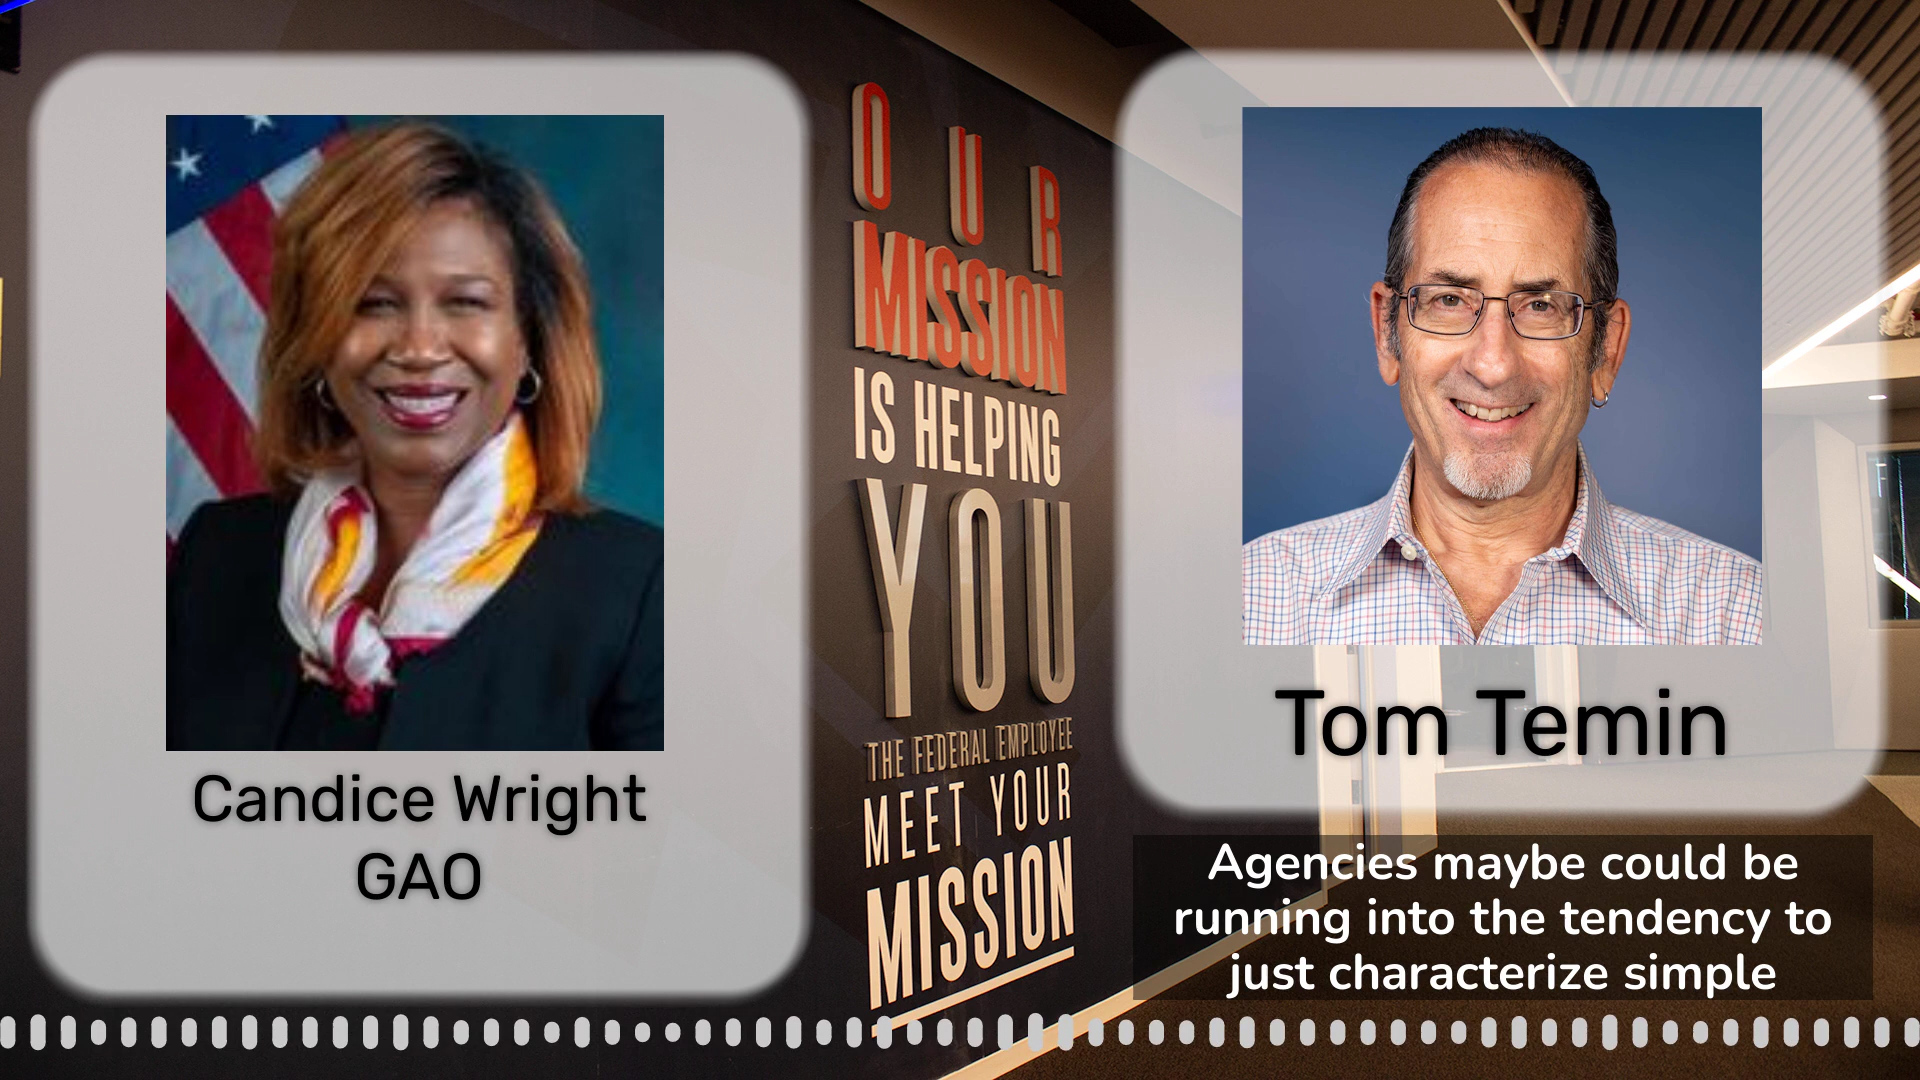 Candice Wright
GAO
OUR
MISSION
IS HELPING
YOU
THE FEDERAL EMPLOYEE
MEET YOUR
MISSION
Tom Temin
Agencies maybe could be
running into the tendency to
just characterize simple